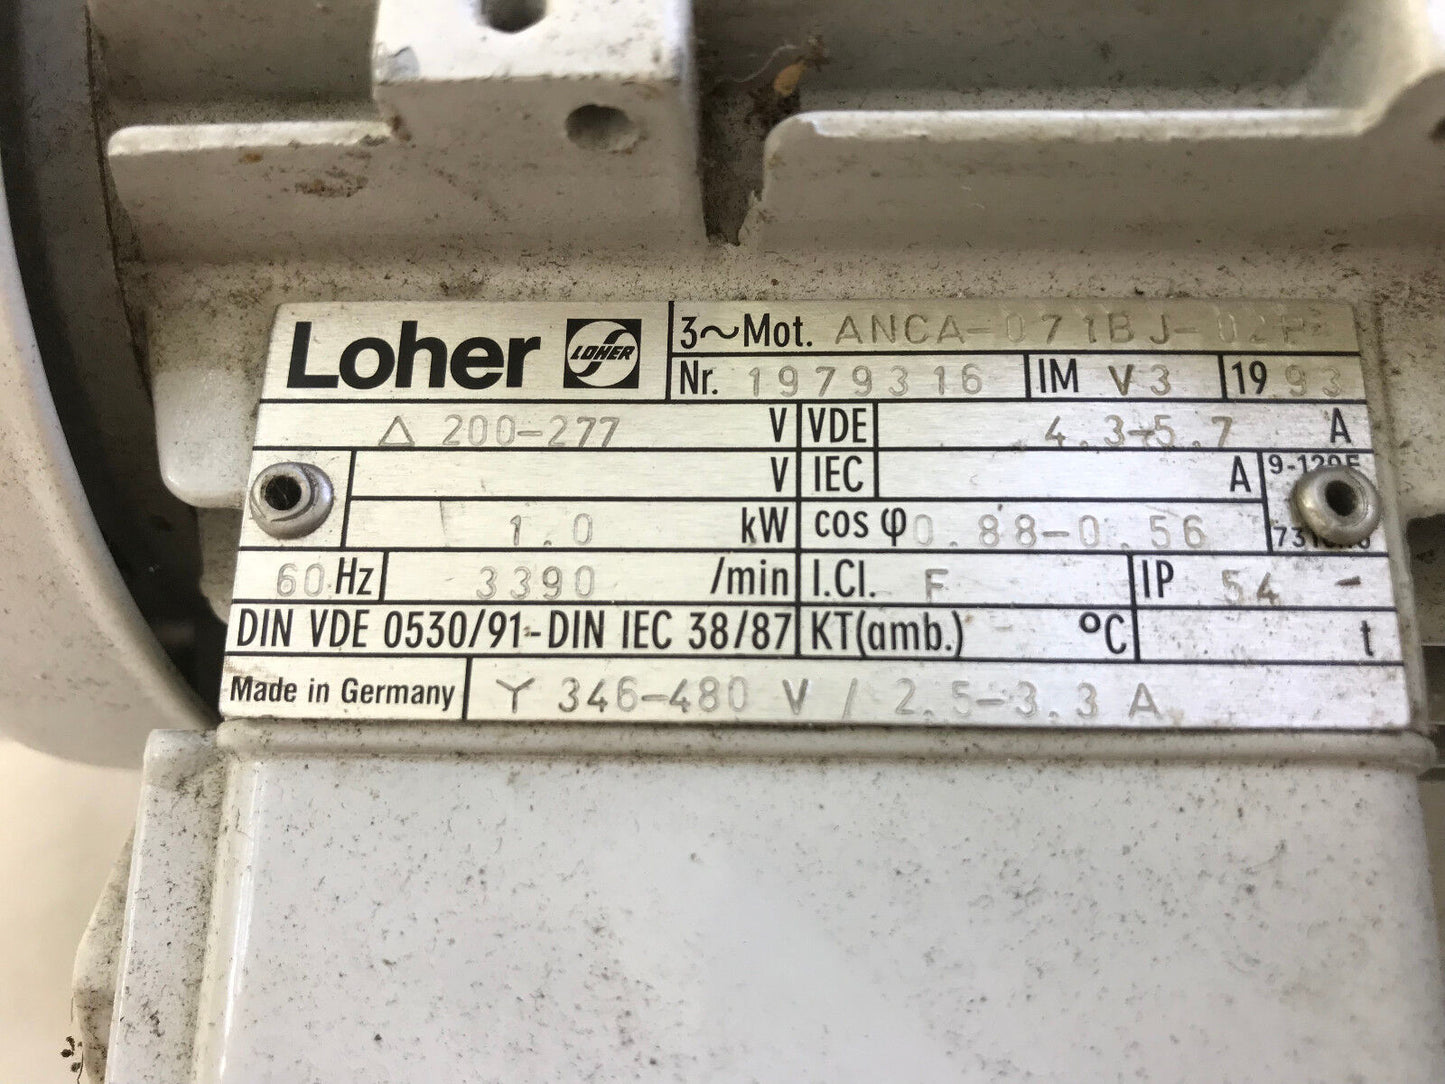 Loher LOHER 3~Mot. ANCA-071BJ-02
Nr. 1979316 IM V3 1993
△ 200-277 V VDE 4.3-5.7 A
V IEC A
1.0 kW cos φ 0.88-0.56
60 Hz 3390 /min I.Cl. F IP 54 -
DIN VDE 0530/91-DIN IEC 38/87 KT(amb.) °C t
Made in Germany Y 346-480 V / 2.5-3.3 A